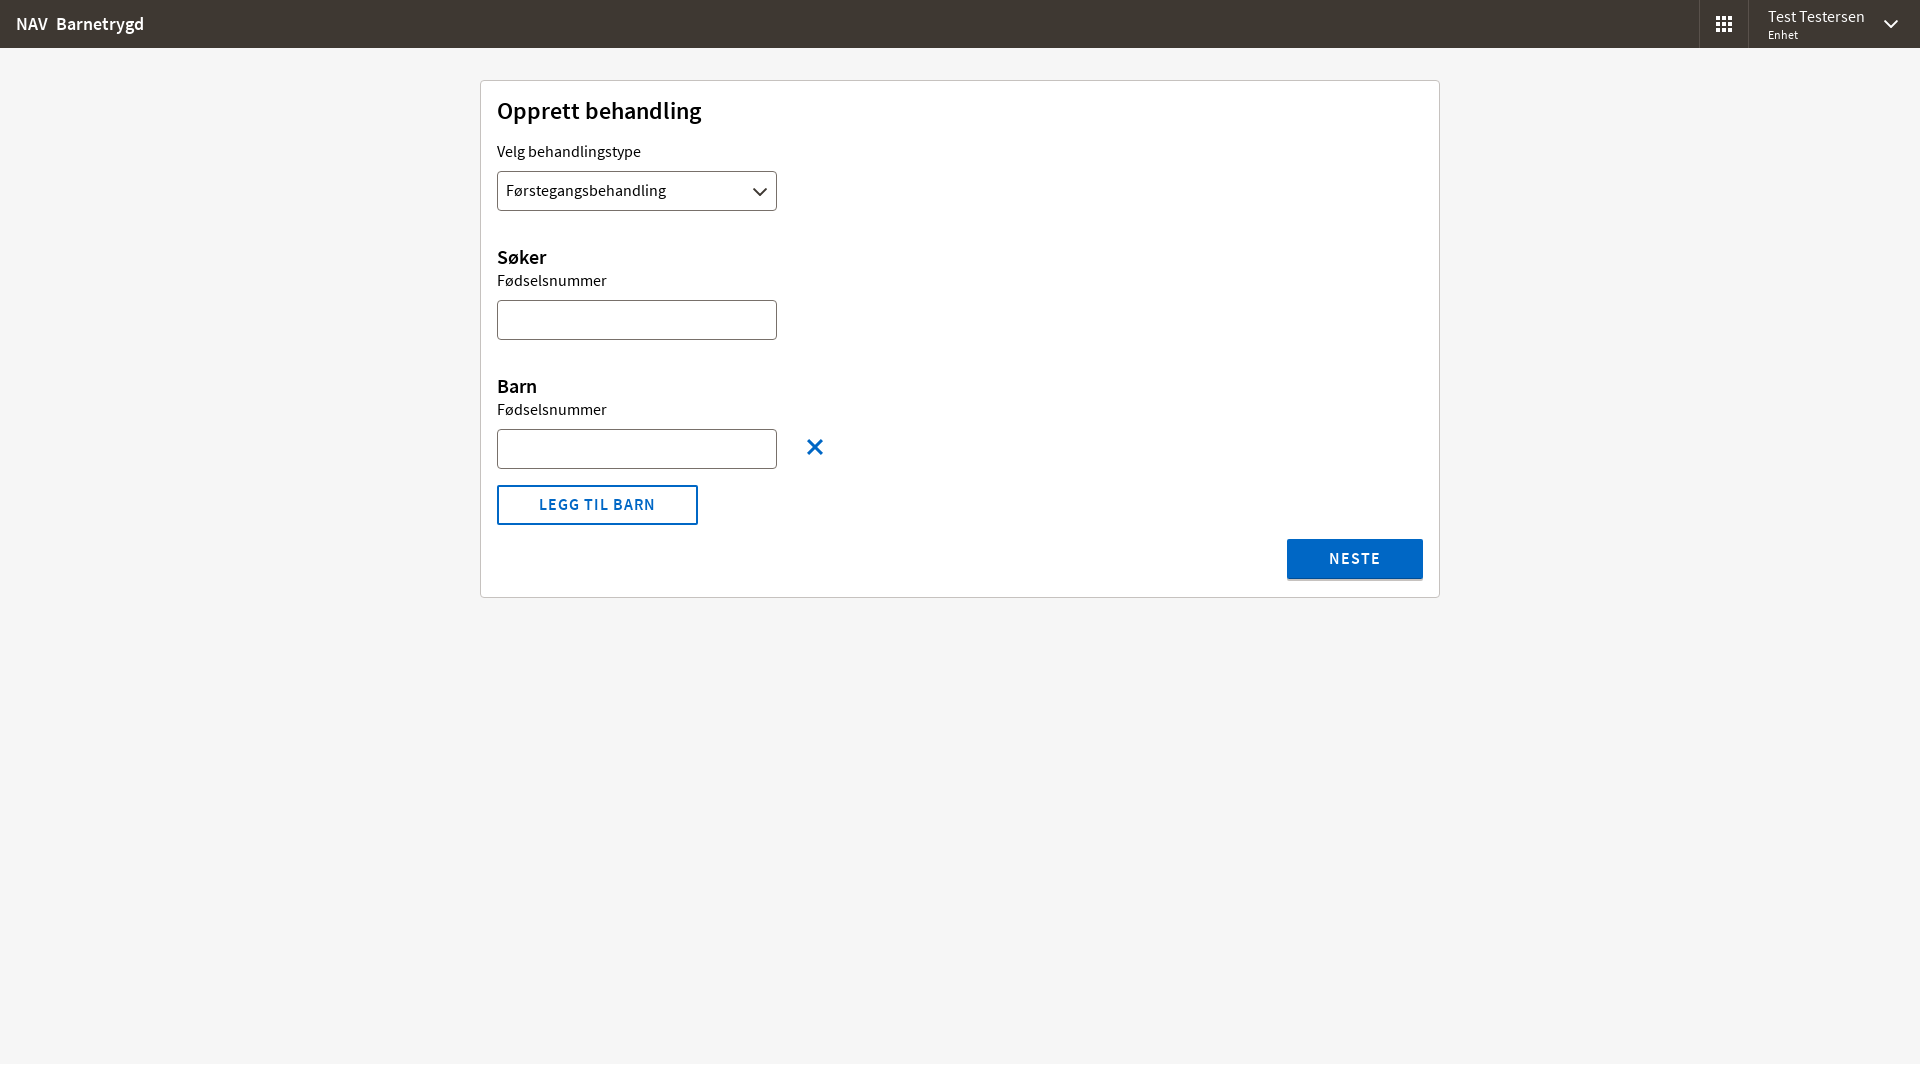 NAV Barnetrygd
Test Testersen
Enhet
Opprett behandling
Velg behandlingstype
Førstegangsbehandling
Søker
Fødselsnummer
Barn
Fødselsnummer
LEGG TIL BARN
NESTE